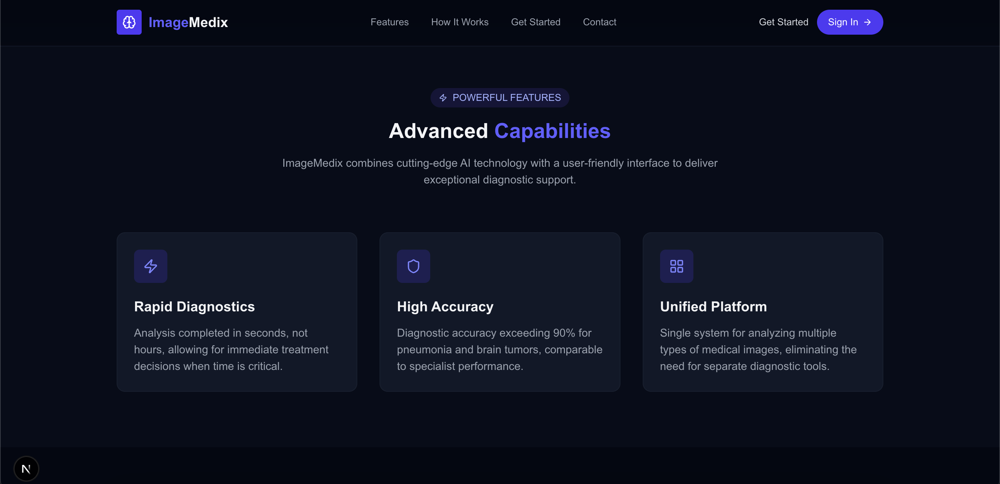 ImageMedix
Features
How It Works
Get Started
Contact
Get Started
Sign In
POWERFUL FEATURES
Advanced Capabilities
ImageMedix combines cutting-edge AI technology with a user-friendly interface to deliver
exceptional diagnostic support.
Rapid Diagnostics
Analysis completed in seconds, not
hours, allowing for immediate treatment
decisions when time is critical.
High Accuracy
Diagnostic accuracy exceeding 90% for
pneumonia and brain tumors, comparable
to specialist performance.
Unified Platform
Single system for analyzing multiple
types of medical images, eliminating the
need for separate diagnostic tools.
N